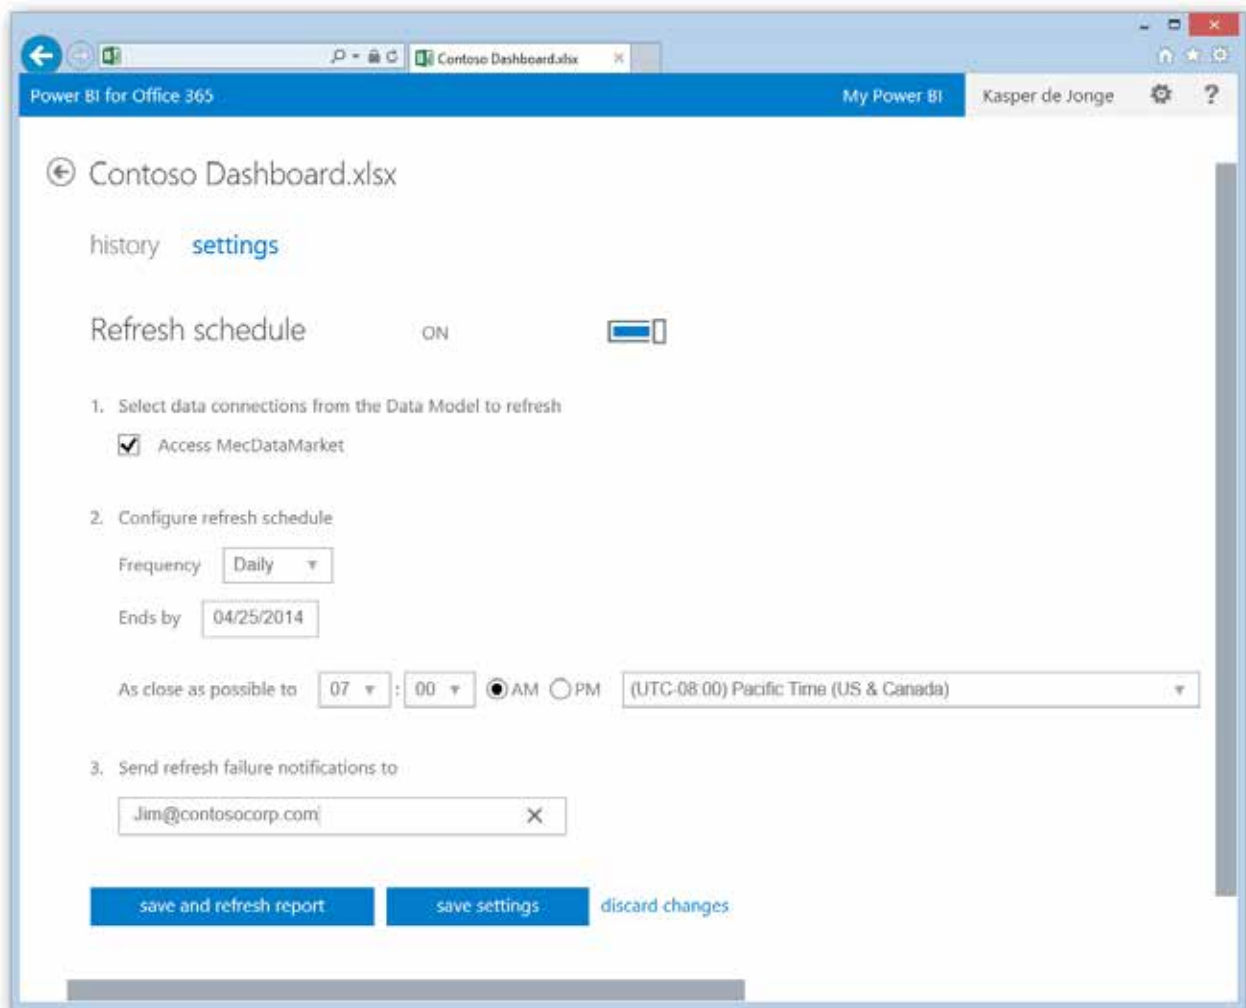 Contoso Dashboard.xlsx
Power BI for Office 365 My Power BI Kasper de Jonge ?
Contoso Dashboard.xlsx
history settings
Refresh schedule ON
1. Select data connections from the Data Model to refresh
Access MecDataMarket
2. Configure refresh schedule
Frequency Daily
Ends by 04/25/2014
As close as possible to 07 : 00 AM PM (UTC-08:00) Pacific Time (US & Canada)
3. Send refresh failure notifications to
Jim@contosocorp.com
save and refresh report save settings discard changes